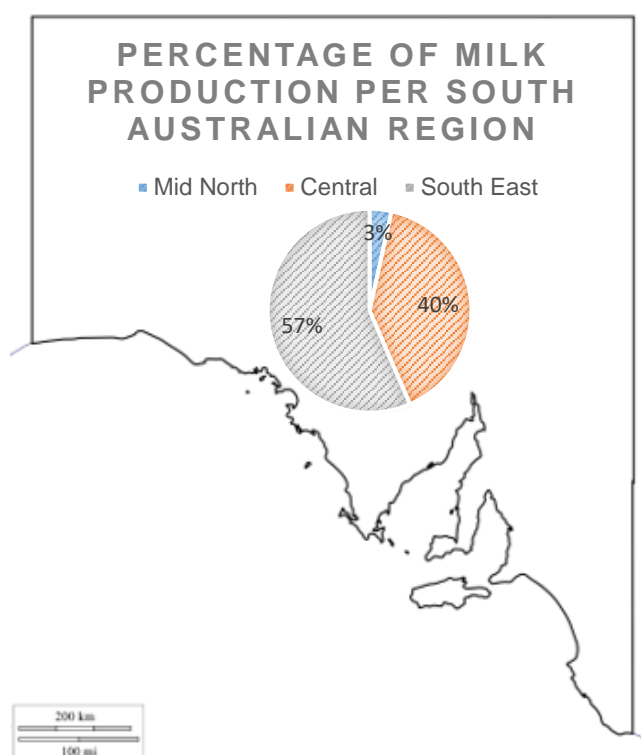 PERCENTAGE OF MILK
PRODUCTION PER SOUTH
AUSTRALIAN REGION
Mid North Central South East
3%
40%
57%
200 km
100 mi